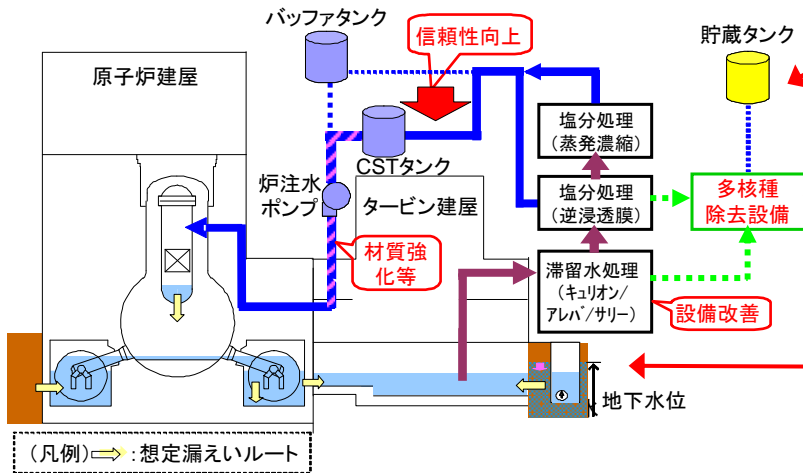 バッファタンク
信頼性向上
貯蔵タンク
原子炉建屋
塩分処理
(蒸発濃縮)
CSTタンク
炉注水
ポンプ
タービン建屋
塩分処理
(逆浸透膜)
多核種
除去設備
材質強
化等
滞留水処理
(キュリオン/
アレバ/サリー)
設備改善
地下水位
(凡例) :想定漏えいルート